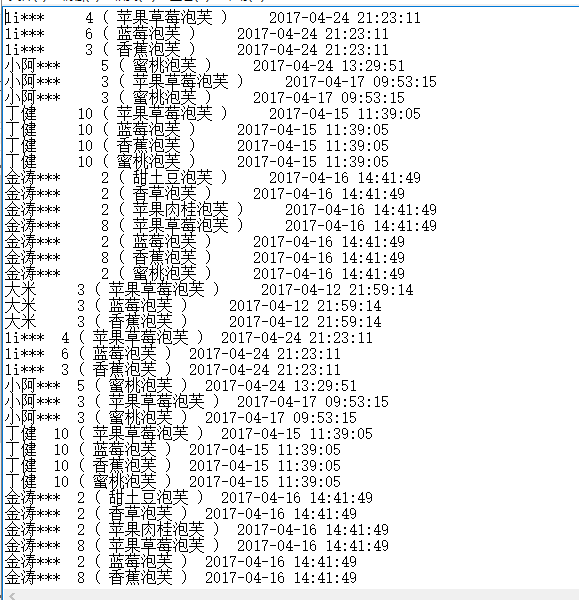 li***     4 ( 苹果草莓泡芙 )     2017-04-24 21:23:11
li***     6 ( 蓝莓泡芙 )     2017-04-24 21:23:11
li***     3 ( 香蕉泡芙 )     2017-04-24 21:23:11
小阿***     5 ( 蜜桃泡芙 )     2017-04-24 13:29:51
小阿***     3 ( 苹果草莓泡芙 )     2017-04-17 09:53:15
小阿***     3 ( 蜜桃泡芙 )     2017-04-17 09:53:15
丁健     10 ( 苹果草莓泡芙 )     2017-04-15 11:39:05
丁健     10 ( 蓝莓泡芙 )     2017-04-15 11:39:05
丁健     10 ( 香蕉泡芙 )     2017-04-15 11:39:05
丁健     10 ( 蜜桃泡芙 )     2017-04-15 11:39:05
金涛***     2 ( 甜土豆泡芙 )     2017-04-16 14:41:49
金涛***     2 ( 香草泡芙 )     2017-04-16 14:41:49
金涛***     2 ( 苹果肉桂泡芙 )     2017-04-16 14:41:49
金涛***     8 ( 苹果草莓泡芙 )     2017-04-16 14:41:49
金涛***     2 ( 蓝莓泡芙 )     2017-04-16 14:41:49
金涛***     8 ( 香蕉泡芙 )     2017-04-16 14:41:49
金涛***     2 ( 蜜桃泡芙 )     2017-04-16 14:41:49
大米     3 ( 苹果草莓泡芙 )     2017-04-12 21:59:14
大米     3 ( 蓝莓泡芙 )     2017-04-12 21:59:14
大米     3 ( 香蕉泡芙 )     2017-04-12 21:59:14
li***  4 ( 苹果草莓泡芙 )  2017-04-24 21:23:11
li***  6 ( 蓝莓泡芙 )  2017-04-24 21:23:11
li***  3 ( 香蕉泡芙 )  2017-04-24 21:23:11
小阿***  5 ( 蜜桃泡芙 )  2017-04-24 13:29:51
小阿***  3 ( 苹果草莓泡芙 )  2017-04-17 09:53:15
小阿***  3 ( 蜜桃泡芙 )  2017-04-17 09:53:15
丁健  10 ( 苹果草莓泡芙 )  2017-04-15 11:39:05
丁健  10 ( 蓝莓泡芙 )  2017-04-15 11:39:05
丁健  10 ( 香蕉泡芙 )  2017-04-15 11:39:05
丁健  10 ( 蜜桃泡芙 )  2017-04-15 11:39:05
金涛***  2 ( 甜土豆泡芙 )  2017-04-16 14:41:49
金涛***  2 ( 香草泡芙 )  2017-04-16 14:41:49
金涛***  2 ( 苹果肉桂泡芙 )  2017-04-16 14:41:49
金涛***  8 ( 苹果草莓泡芙 )  2017-04-16 14:41:49
金涛***  2 ( 蓝莓泡芙 )  2017-04-16 14:41:49
金涛***  8 ( 香蕉泡芙 )  2017-04-16 14:41:49